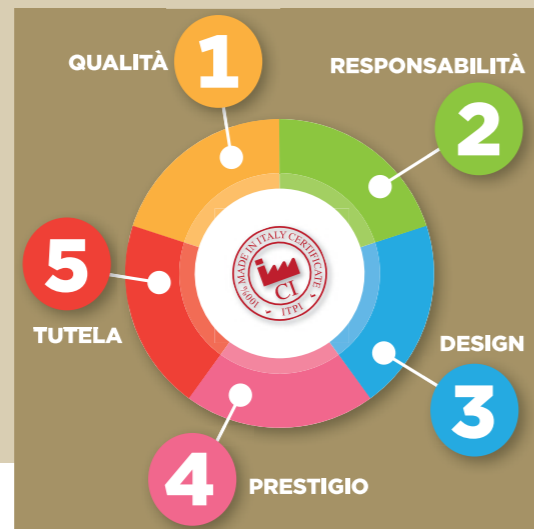 1
QUALITÀ
2
RESPONSABILITÀ
3
DESIGN
4
PRESTIGIO
5
TUTELA
100% MADE IN ITALY CERTIFICATE
CI
ITPI